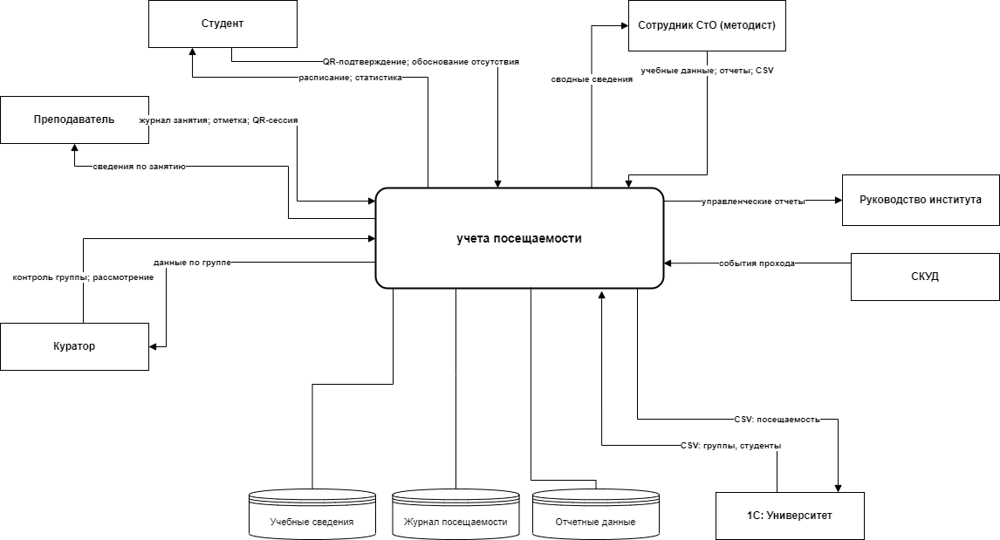 Студент
Сотрудник СтО (методист)
QR-подтверждение; обоснование отсутствия
расписание; статистика
сводные сведения
учебные данные; отчеты; CSV
Преподаватель
журнал занятия; отметка; QR-сессия
сведения по занятию
управленческие отчеты
Руководство института
учета посещаемости
данные по группе
события прохода
СКУД
контроль группы; рассмотрение
Куратор
CSV: посещаемость
CSV: группы, студенты
Учебные сведения
Журнал посещаемости
Отчетные данные
1С: Университет